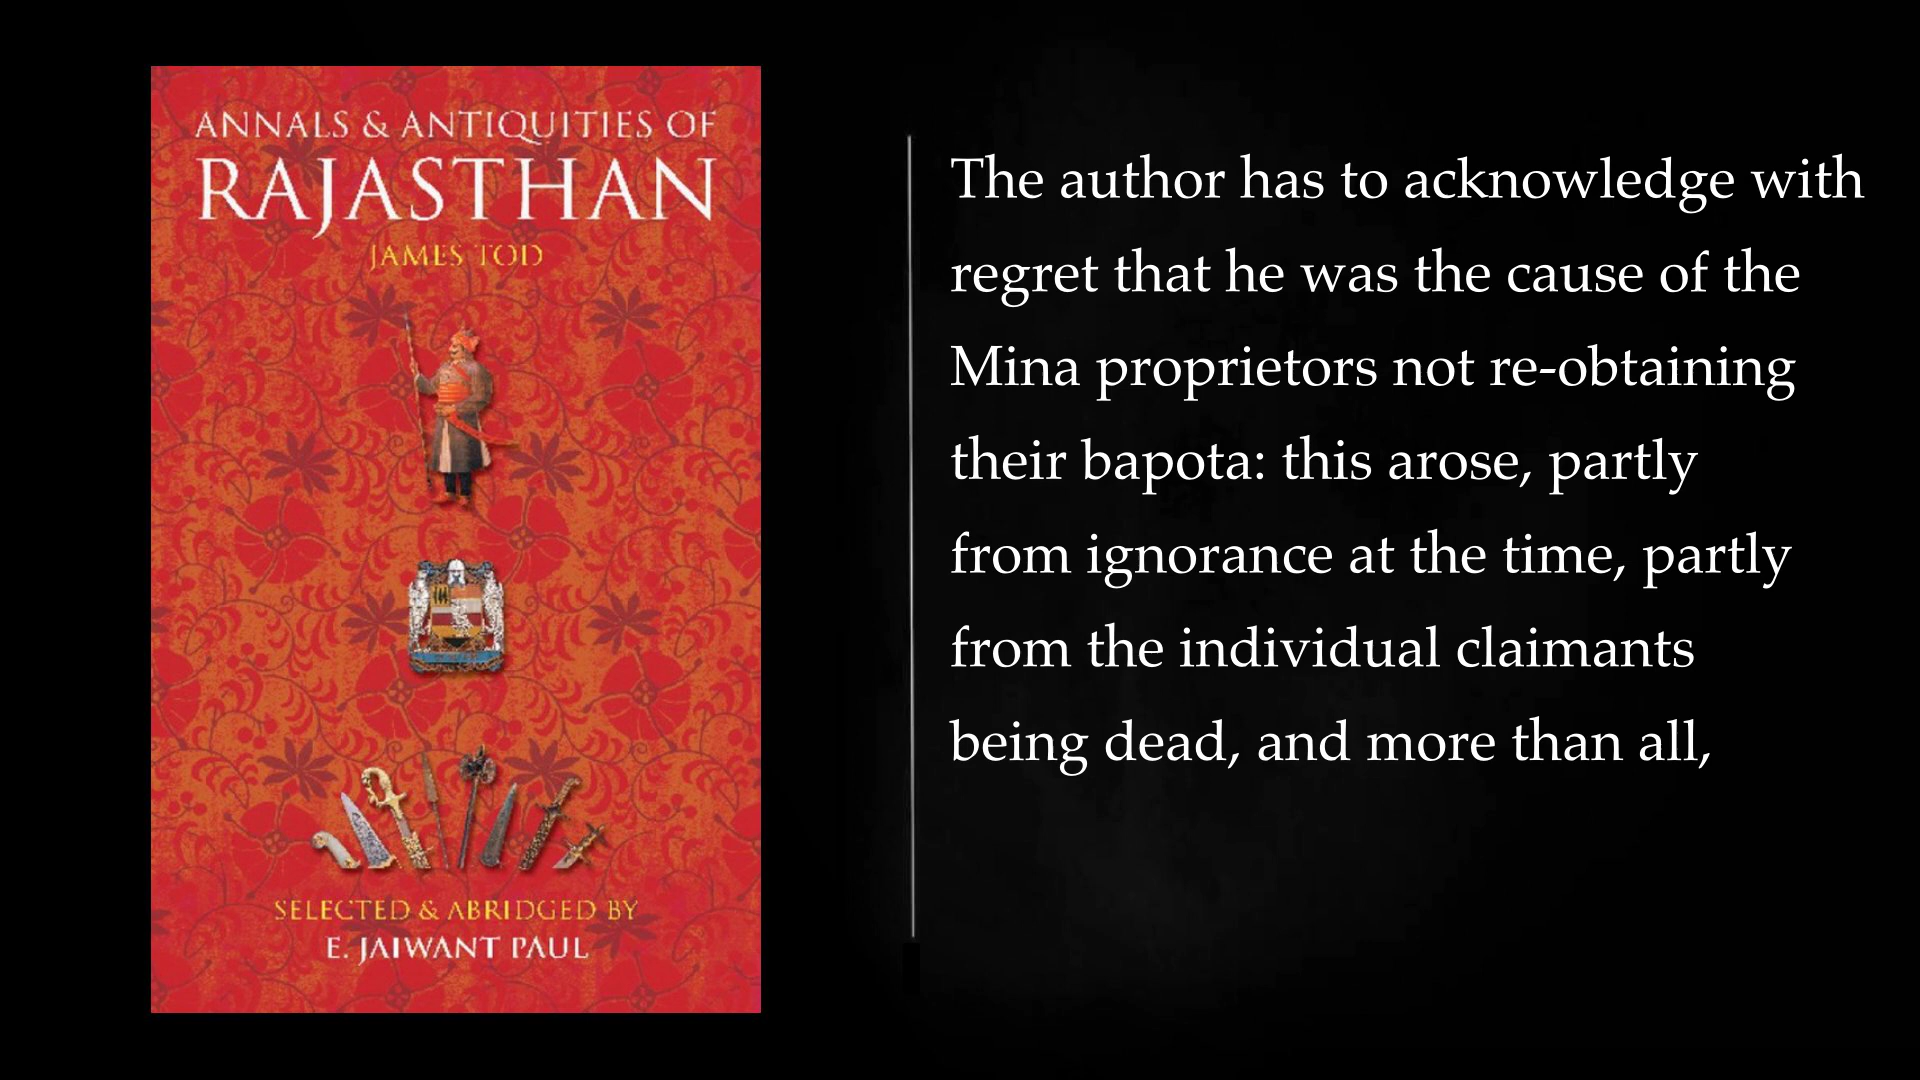 ANNALS & ANTIQUITIES OF
RAJASTHAN
JAMES TOD
SELECTED & ABRIDGED BY
E. JAIWANT PAUL
The author has to acknowledge with
regret that he was the cause of the
Mina proprietors not re-obtaining
their bapota: this arose, partly
from ignorance at the time, partly
from the individual claimants
being dead, and more than all,